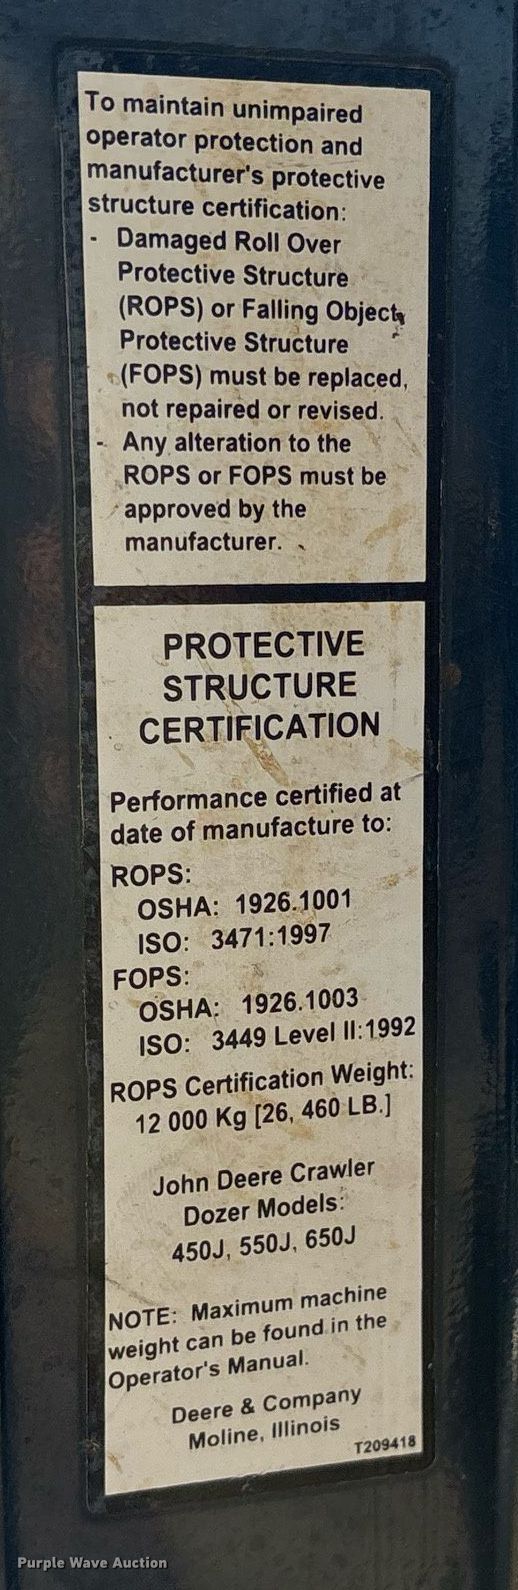 To maintain unimpaired
operator protection and
manufacturer's protective
structure certification:
- Damaged Roll Over
Protective Structure
(ROPS) or Falling Object
Protective Structure
(FOPS) must be replaced,
not repaired or revised.
- Any alteration to the
ROPS or FOPS must be
approved by the
manufacturer.
PROTECTIVE
STRUCTURE
CERTIFICATION
Performance certified at
date of manufacture to:
ROPS:
OSHA: 1926.1001
ISO: 3471:1997
FOPS:
OSHA: 1926.1003
ISO: 3449 Level II:1992
ROPS Certification Weight:
12 000 Kg [26, 460 LB.]
John Deere Crawler
Dozer Models:
450J, 550J, 650J
NOTE: Maximum machine
weight can be found in the
Operator's Manual.
Deere & Company
Moline, Illinois
T209418
Purple Wave Auction